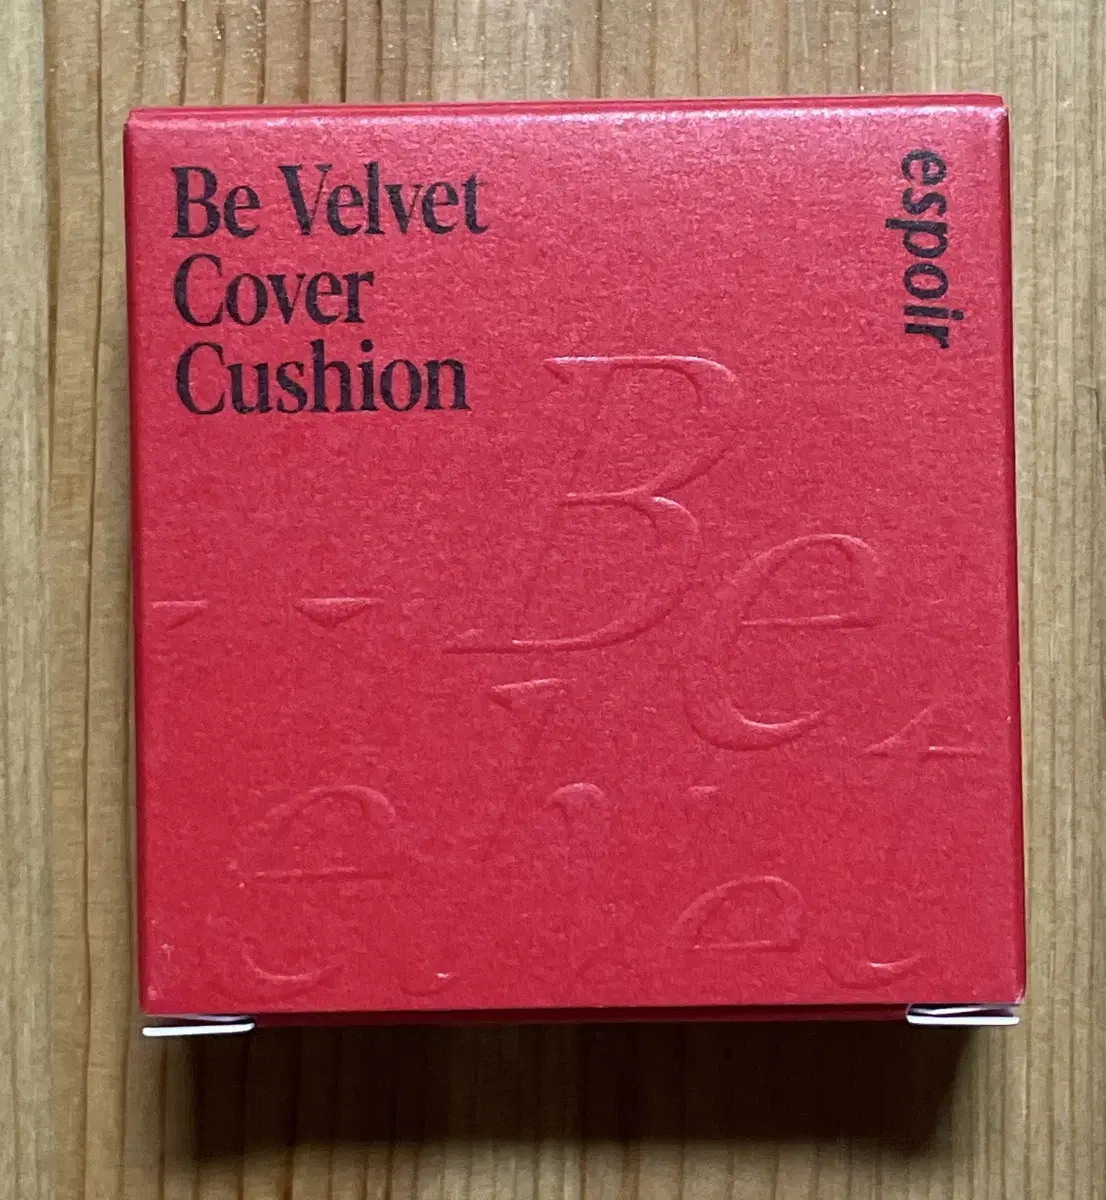 Be Velvet
Cover
Cushion
espoir
Be